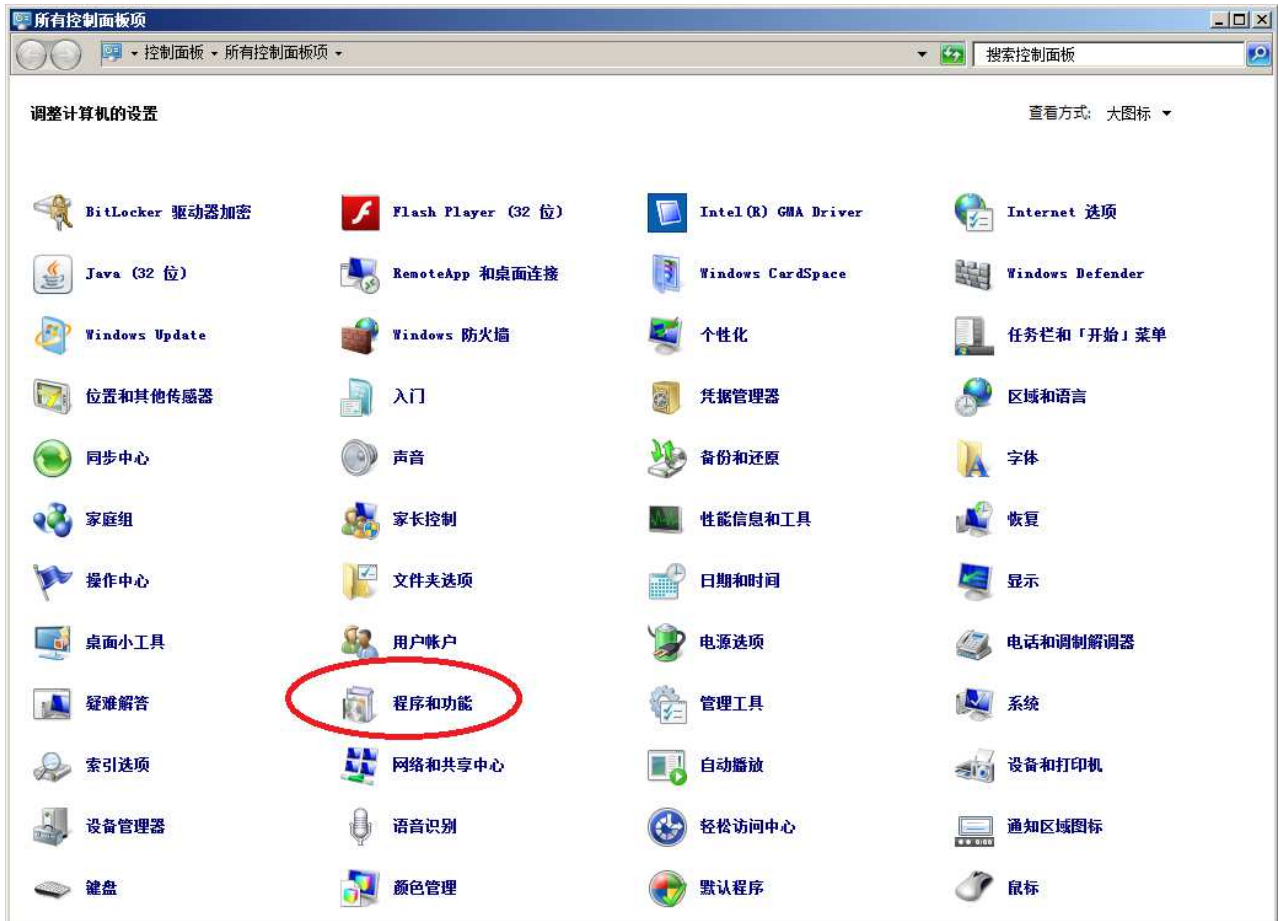 所有控制面板项
控制面板 所有控制面板项 搜索控制面板
调整计算机的设置 查看方式: 大图标
BitLocker 驱动器加密 Flash Player (32 位) Intel(R) GMA Driver Internet 选项
Java (32 位) RemoteApp 和桌面连接 Windows CardSpace Windows Defender
Windows Update Windows 防火墙 个性化 任务栏和「开始」菜单
位置和其他传感器 入门 凭据管理器 区域和语言
同步中心 声音 备份和还原 字体
家庭组 家长控制 性能信息和工具 恢复
操作中心 文件夹选项 日期和时间 显示
桌面小工具 用户帐户 电源选项 电话和调制解调器
疑难解答 程序和功能 管理工具 系统
索引选项 网络和共享中心 自动播放 设备和打印机
设备管理器 语音识别 轻松访问中心 通知区域图标
键盘 颜色管理 默认程序 鼠标